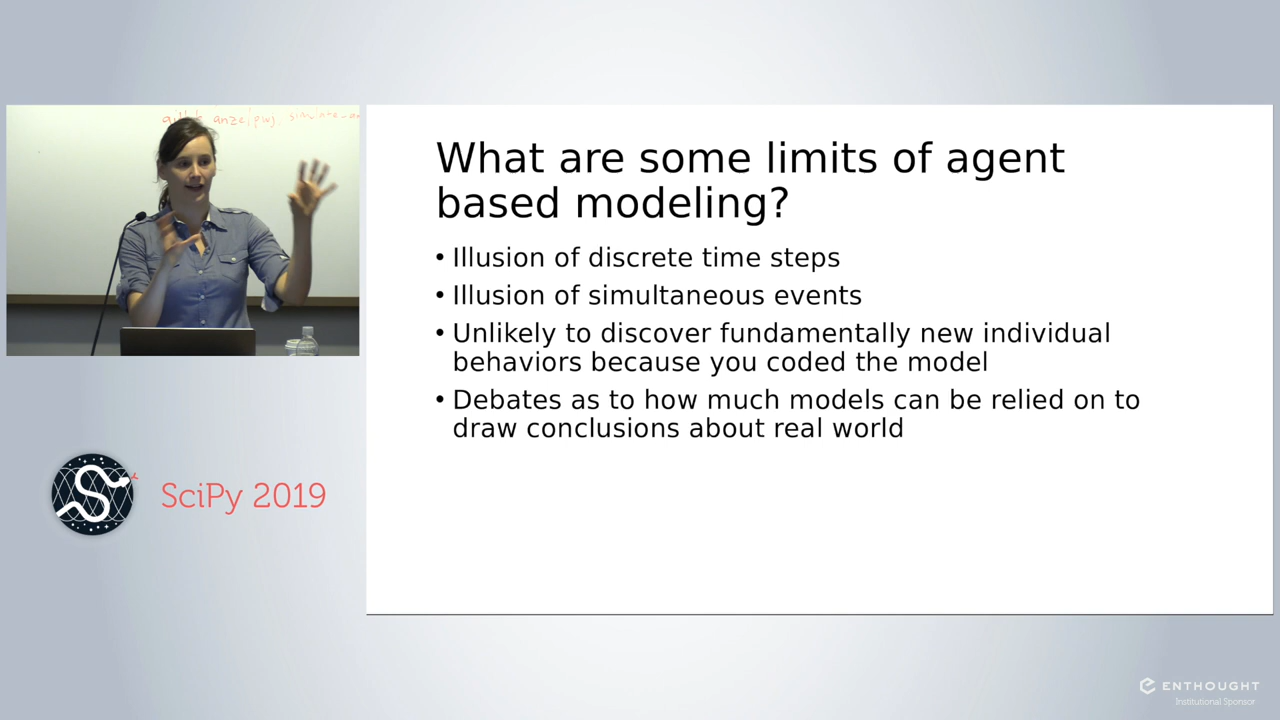 What are some limits of agent
based modeling?
• Illusion of discrete time steps
• Illusion of simultaneous events
• Unlikely to discover fundamentally new individual
behaviors because you coded the model
• Debates as to how much models can be relied on to
draw conclusions about real world
SciPy 2019
ENTHOUGHT
Institutional Sponsor